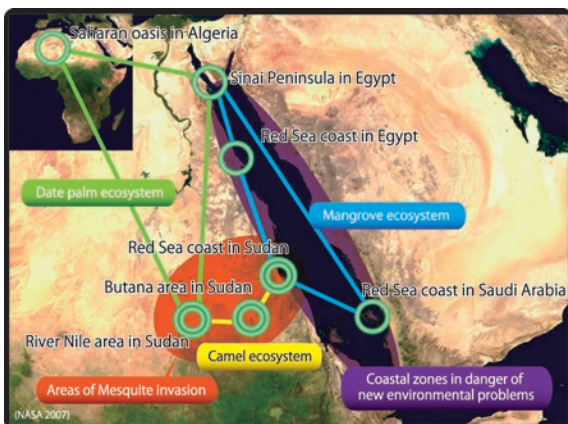 Saharan oasis in Algeria
Sinai Peninsula in Egypt
Red Sea coast in Egypt
Date palm ecosystem
Mangrove ecosystem
Red Sea coast in Sudan
Butana area in Sudan
Red Sea coast in Saudi Arabia
River Nile area in Sudan
Camel ecosystem
Areas of Mesquite invasion
Coastal zones in danger of
new environmental problems
(NASA 2007)